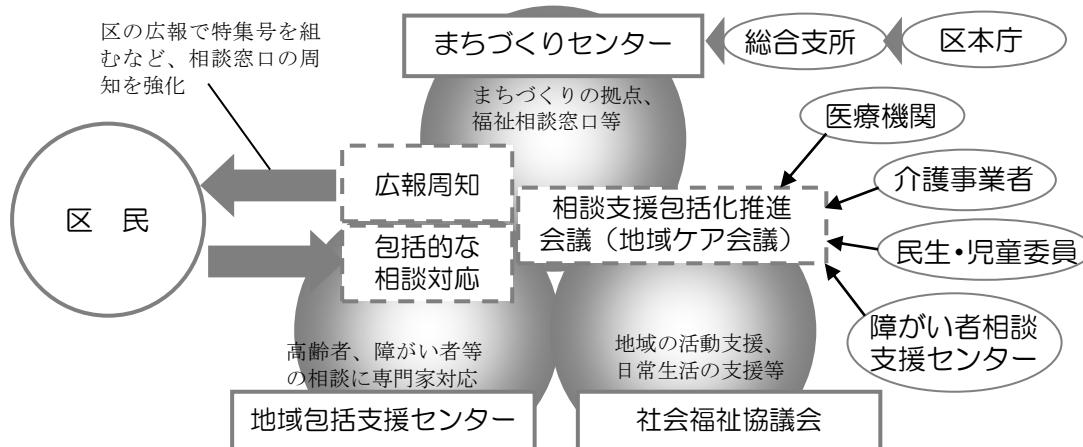 区の広報で特集号を組
むなど、相談窓口の周
知を強化
まちづくりセンター
総合支所
区本庁
まちづくりの拠点、
福祉相談窓口等
医療機関
介護事業者
民生・児童委員
障がい者相談
支援センター
区　民
広報周知
包括的な
相談対応
相談支援包括化推進
会議（地域ケア会議）
高齢者、障がい者等
の相談に専門家対応
地域の活動支援、
日常生活の支援等
地域包括支援センター
社会福祉協議会